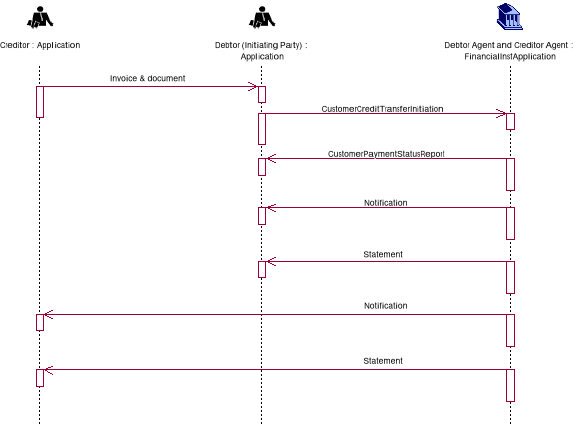 Creditor : Application
Debtor (Initiating Party) :
Application
Debtor Agent and Creditor Agent :
FinancialInstApplication
Invoice & document
CustomerCreditTransferInitiation
CustomerPaymentStatusReport
Notification
Statement
Notification
Statement